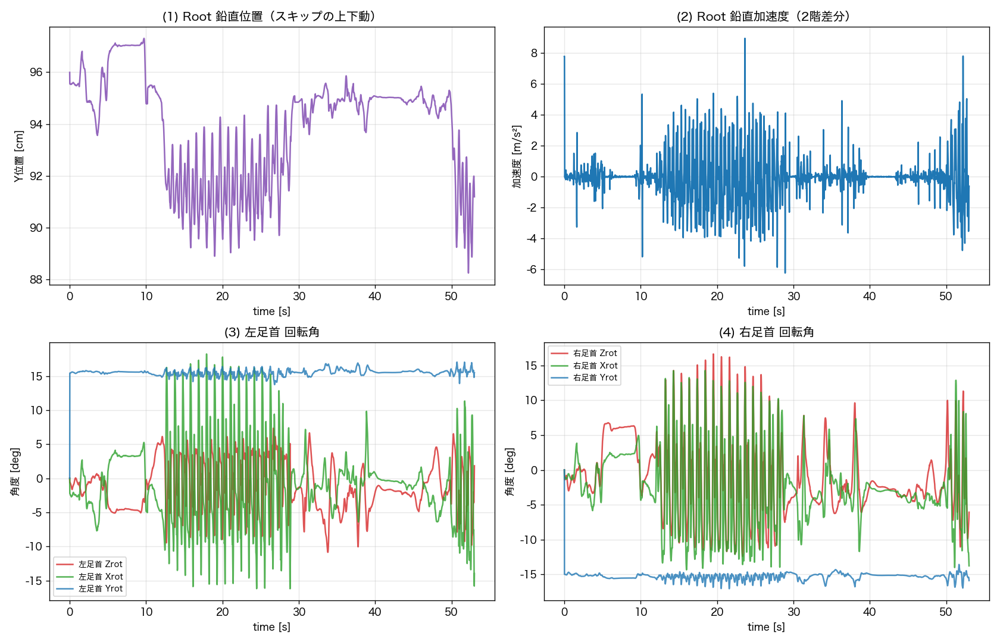 (1) Root 鉛直位置（スキップの上下動）
96
94
92
90
88
Y位置 [cm]
0 10 20 30 40 50
time [s]
(2) Root 鉛直加速度（2階差分）
8
6
4
2
0
-2
-4
-6
加速度 [m/s²]
0 10 20 30 40 50
time [s]
(3) 左足首 回転角
15
10
5
0
-5
-10
-15
角度 [deg]
左足首 Zrot
左足首 Xrot
左足首 Yrot
0 10 20 30 40 50
time [s]
(4) 右足首 回転角
右足首 Zrot
右足首 Xrot
右足首 Yrot
15
10
5
0
-5
-10
-15
角度 [deg]
0 10 20 30 40 50
time [s]